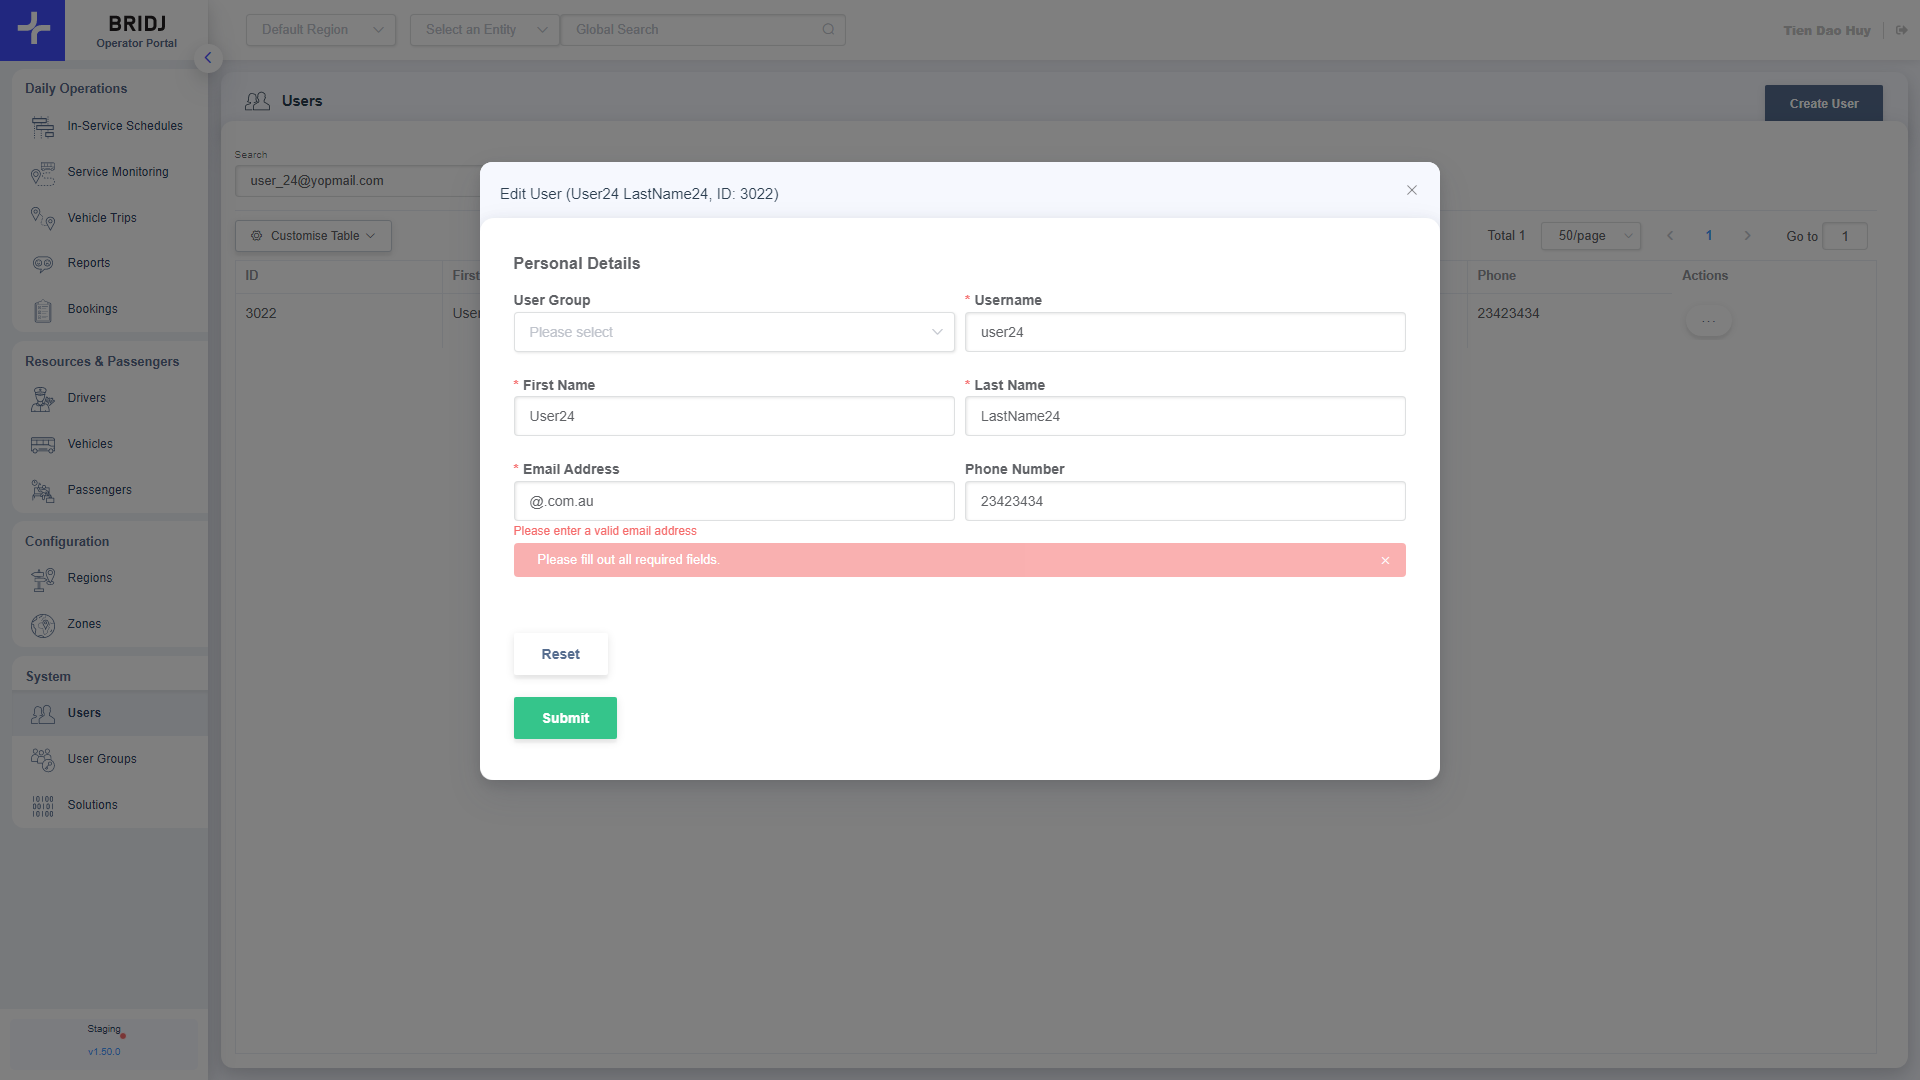 BRIDJ
Operator Portal
Default Region
Select an Entity
Global Search
Tien Dao Huy
Daily Operations
In-Service Schedules
Service Monitoring
Vehicle Trips
Reports
Bookings
Resources & Passengers
Drivers
Vehicles
Passengers
Configuration
Regions
Zones
System
Users
User Groups
Solutions
Staging
v1.50.0
Users
Create User
Search
user_24@yopmail.com
Customise Table
Total 1
50/page
1
Go to
1
ID
First
Phone
Actions
3022
User
23423434
...
Edit User (User24 LastName24, ID: 3022)
Personal Details
User Group
* Username
Please select
user24
* First Name
* Last Name
User24
LastName24
* Email Address
Phone Number
@.com.au
23423434
Please enter a valid email address
Please fill out all required fields.
Reset
Submit